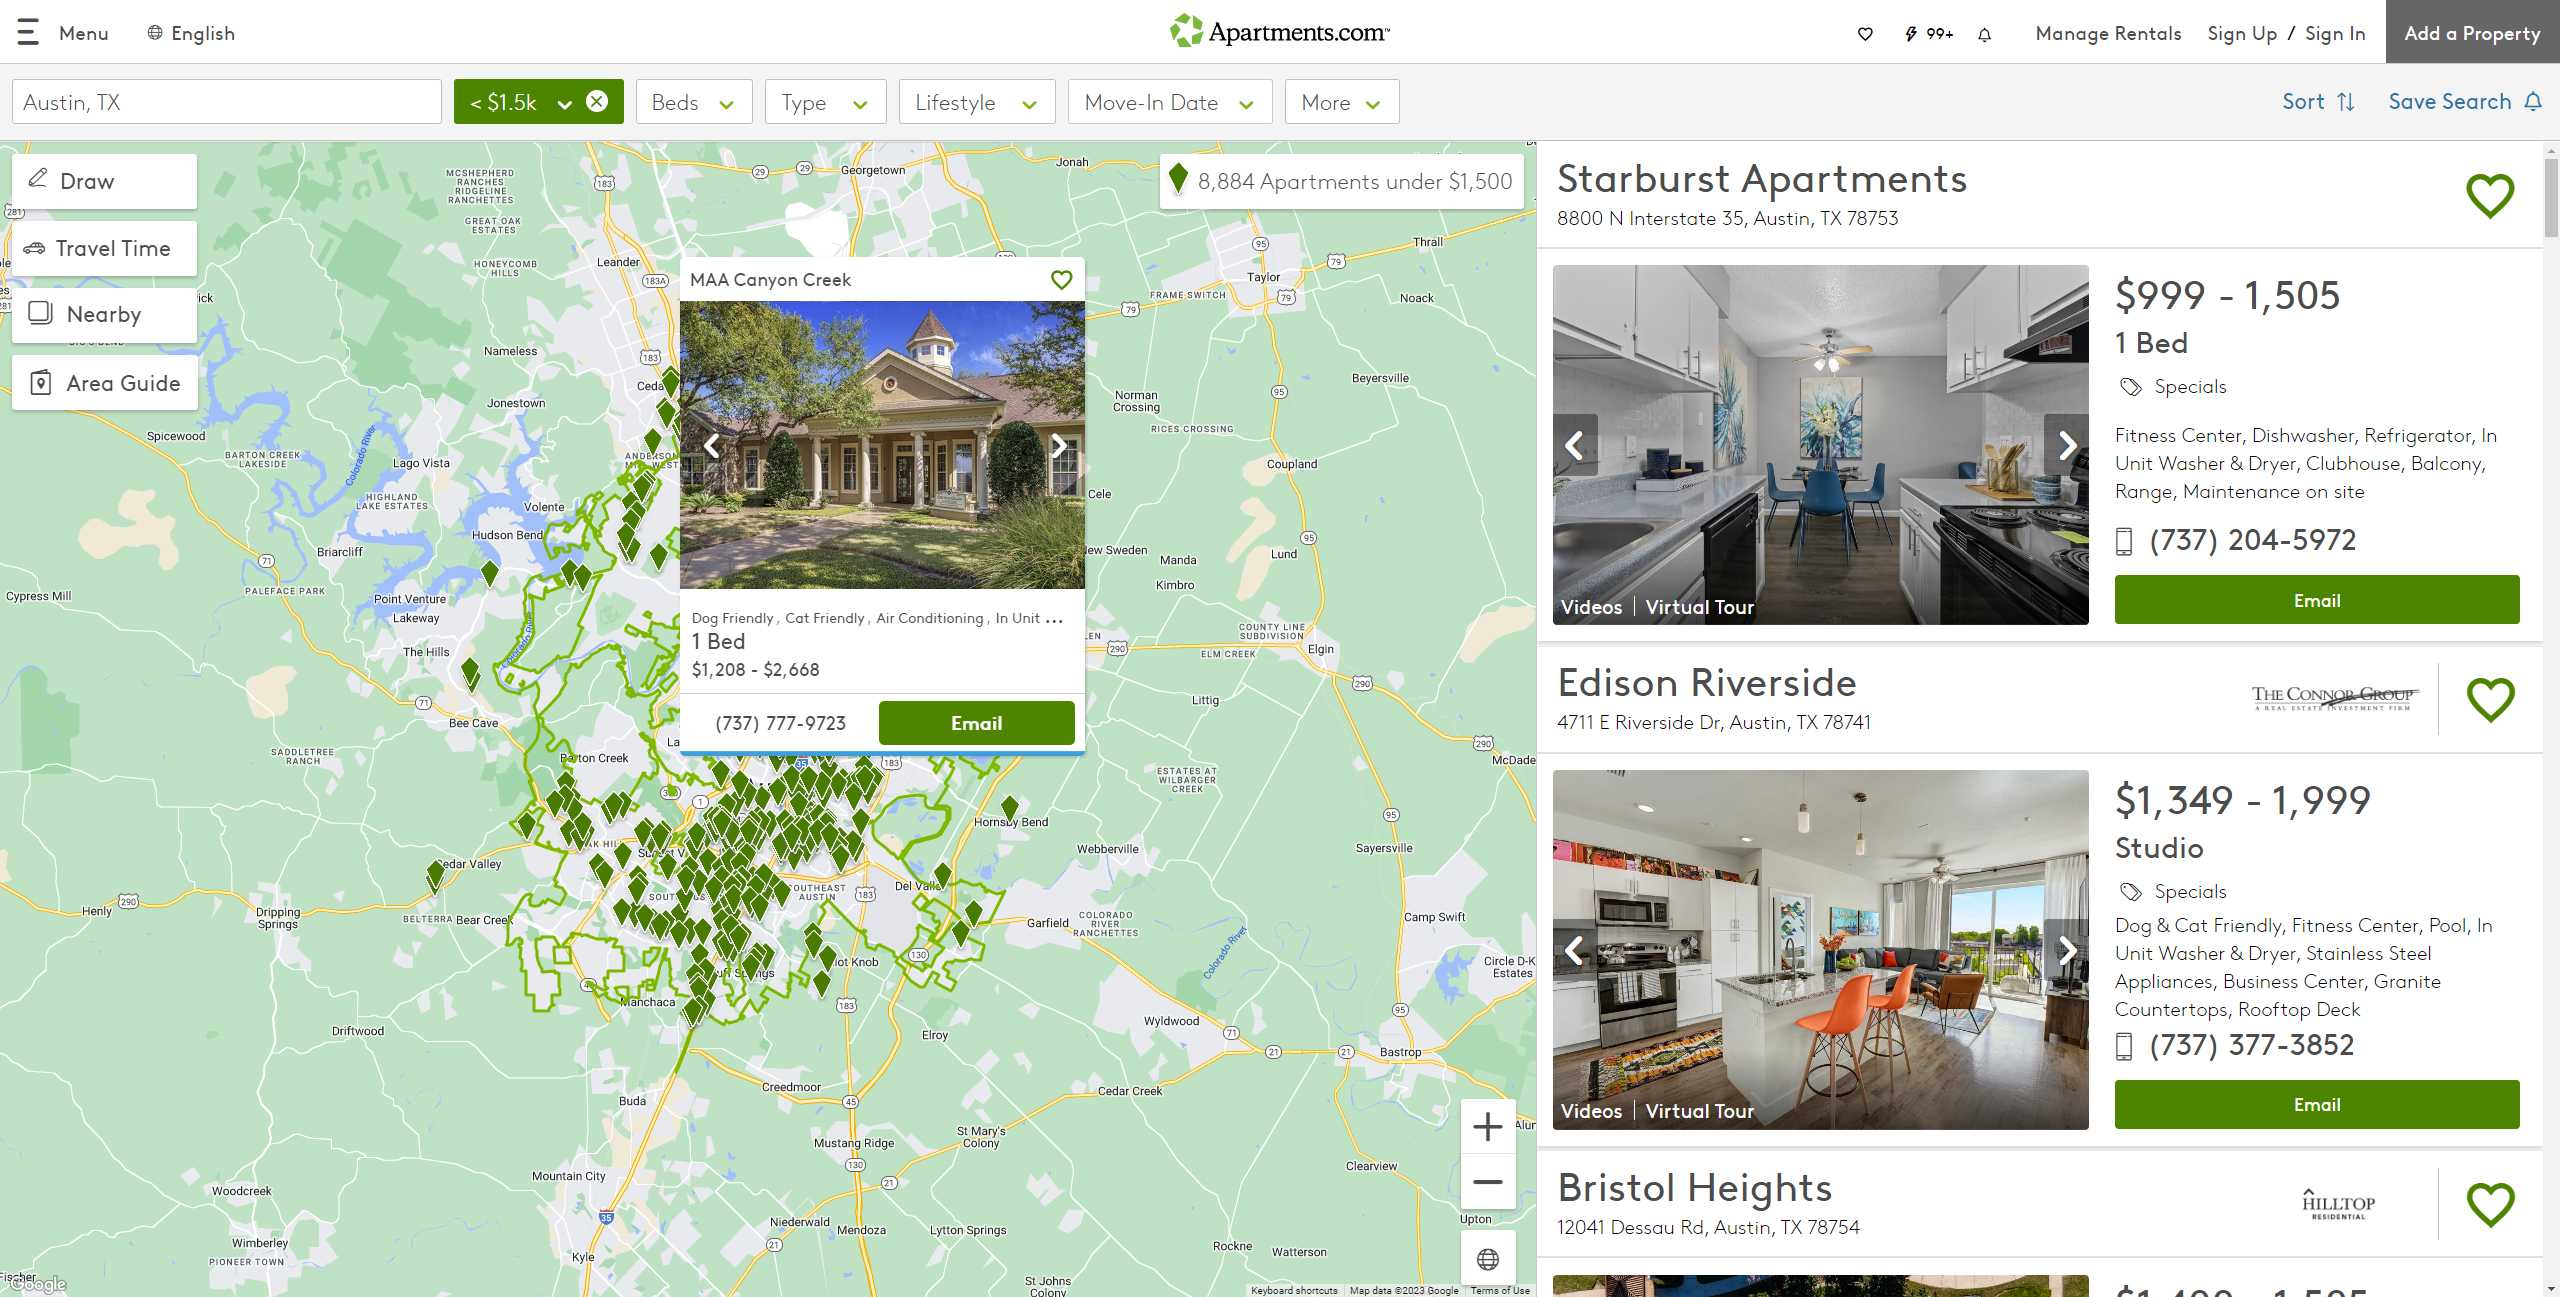 Menu
English
Apartments.com™
99+
Manage Rentals
Sign Up / Sign In
Add a Property
Austin, TX
< $1.5k
Beds
Type
Lifestyle
Move-In Date
More
Sort
Save Search
Draw
Travel Time
Nearby
Area Guide
8,884 Apartments under $1,500
MAA Canyon Creek
Dog Friendly, Cat Friendly, Air Conditioning, In Unit ...
1 Bed
$1,208 - $2,668
(737) 777-9723
Email
MCSHEPHERD
RANCHES
RIDGELINE
RANCHETTES
GREAT OAK
ESTATES
HONEYCOMB
HILLS
Georgetown
Jonah
Leander
Thrall
Taylor
FRAME SWITCH
Noack
Nameless
Jonestown
Beyersville
Norman
Crossing
RICES CROSSING
Spicewood
BARTON CREEK
LAKESIDE
Colorado River
Lago Vista
Coupland
HIGHLAND
LAKE ESTATES
Volente
Hudson Bend
Briarcliff
Manda
Lund
Kimbro
PALEFACE PARK
Cypress Mill
Point Venture
Lakeway
The Hills
COUNTY LINE
SUBDIVISION
ELM CREEK
Elgin
Littig
Bee Cave
SADDLETREE
RANCH
Barton Creek
McDade
ESTATES AT
WILBARGER
CREEK
Hornsby Bend
Webberville
Sayersville
Del Valle
SOUTHEAST
AUSTIN
Henly
Dripping
Springs
BELTERRA
Bear Creek
Garfield
COLORADO
RIVER
RANCHETTES
Camp Swift
Colorado River
Circle D-K
Estates
Manchaca
Driftwood
Elroy
Wyldwood
Bastrop
Creedmoor
Cedar Creek
Buda
Mustang Ridge
St Mary's
Colony
Clearview
Mountain City
Woodcreek
Niederwald
Mendoza
Lytton Springs
Upton
Wimberley
PIONEER TOWN
Kyle
Rockne
Watterson
St Johns
Colony
Google
Keyboard shortcuts
Map data ©2023 Google
Terms of Use
Starburst Apartments
8800 N Interstate 35, Austin, TX 78753
Videos | Virtual Tour
$999 - 1,505
1 Bed
Specials
Fitness Center, Dishwasher, Refrigerator, In
Unit Washer & Dryer, Clubhouse, Balcony,
Range, Maintenance on site
(737) 204-5972
Email
Edison Riverside
4711 E Riverside Dr, Austin, TX 78741
THE CONNOR GROUP
A REAL ESTATE INVESTMENT FIRM
Videos | Virtual Tour
$1,349 - 1,999
Studio
Specials
Dog & Cat Friendly, Fitness Center, Pool, In
Unit Washer & Dryer, Stainless Steel
Appliances, Business Center, Granite
Countertops, Rooftop Deck
(737) 377-3852
Email
Bristol Heights
12041 Dessau Rd, Austin, TX 78754
HILLTOP
RESIDENTIAL